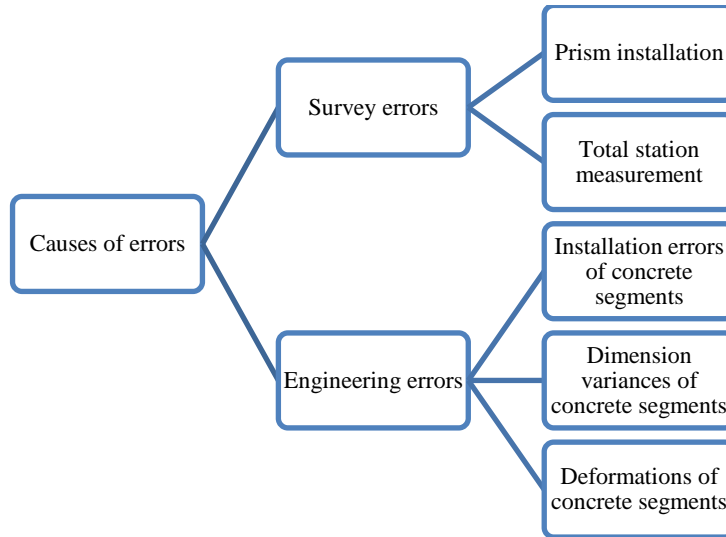 Causes of errors
Survey errors
Prism installation
Total station
measurement
Engineering errors
Installation errors
of concrete
segments
Dimension
variances of
concrete segments
Deformations of
concrete segments